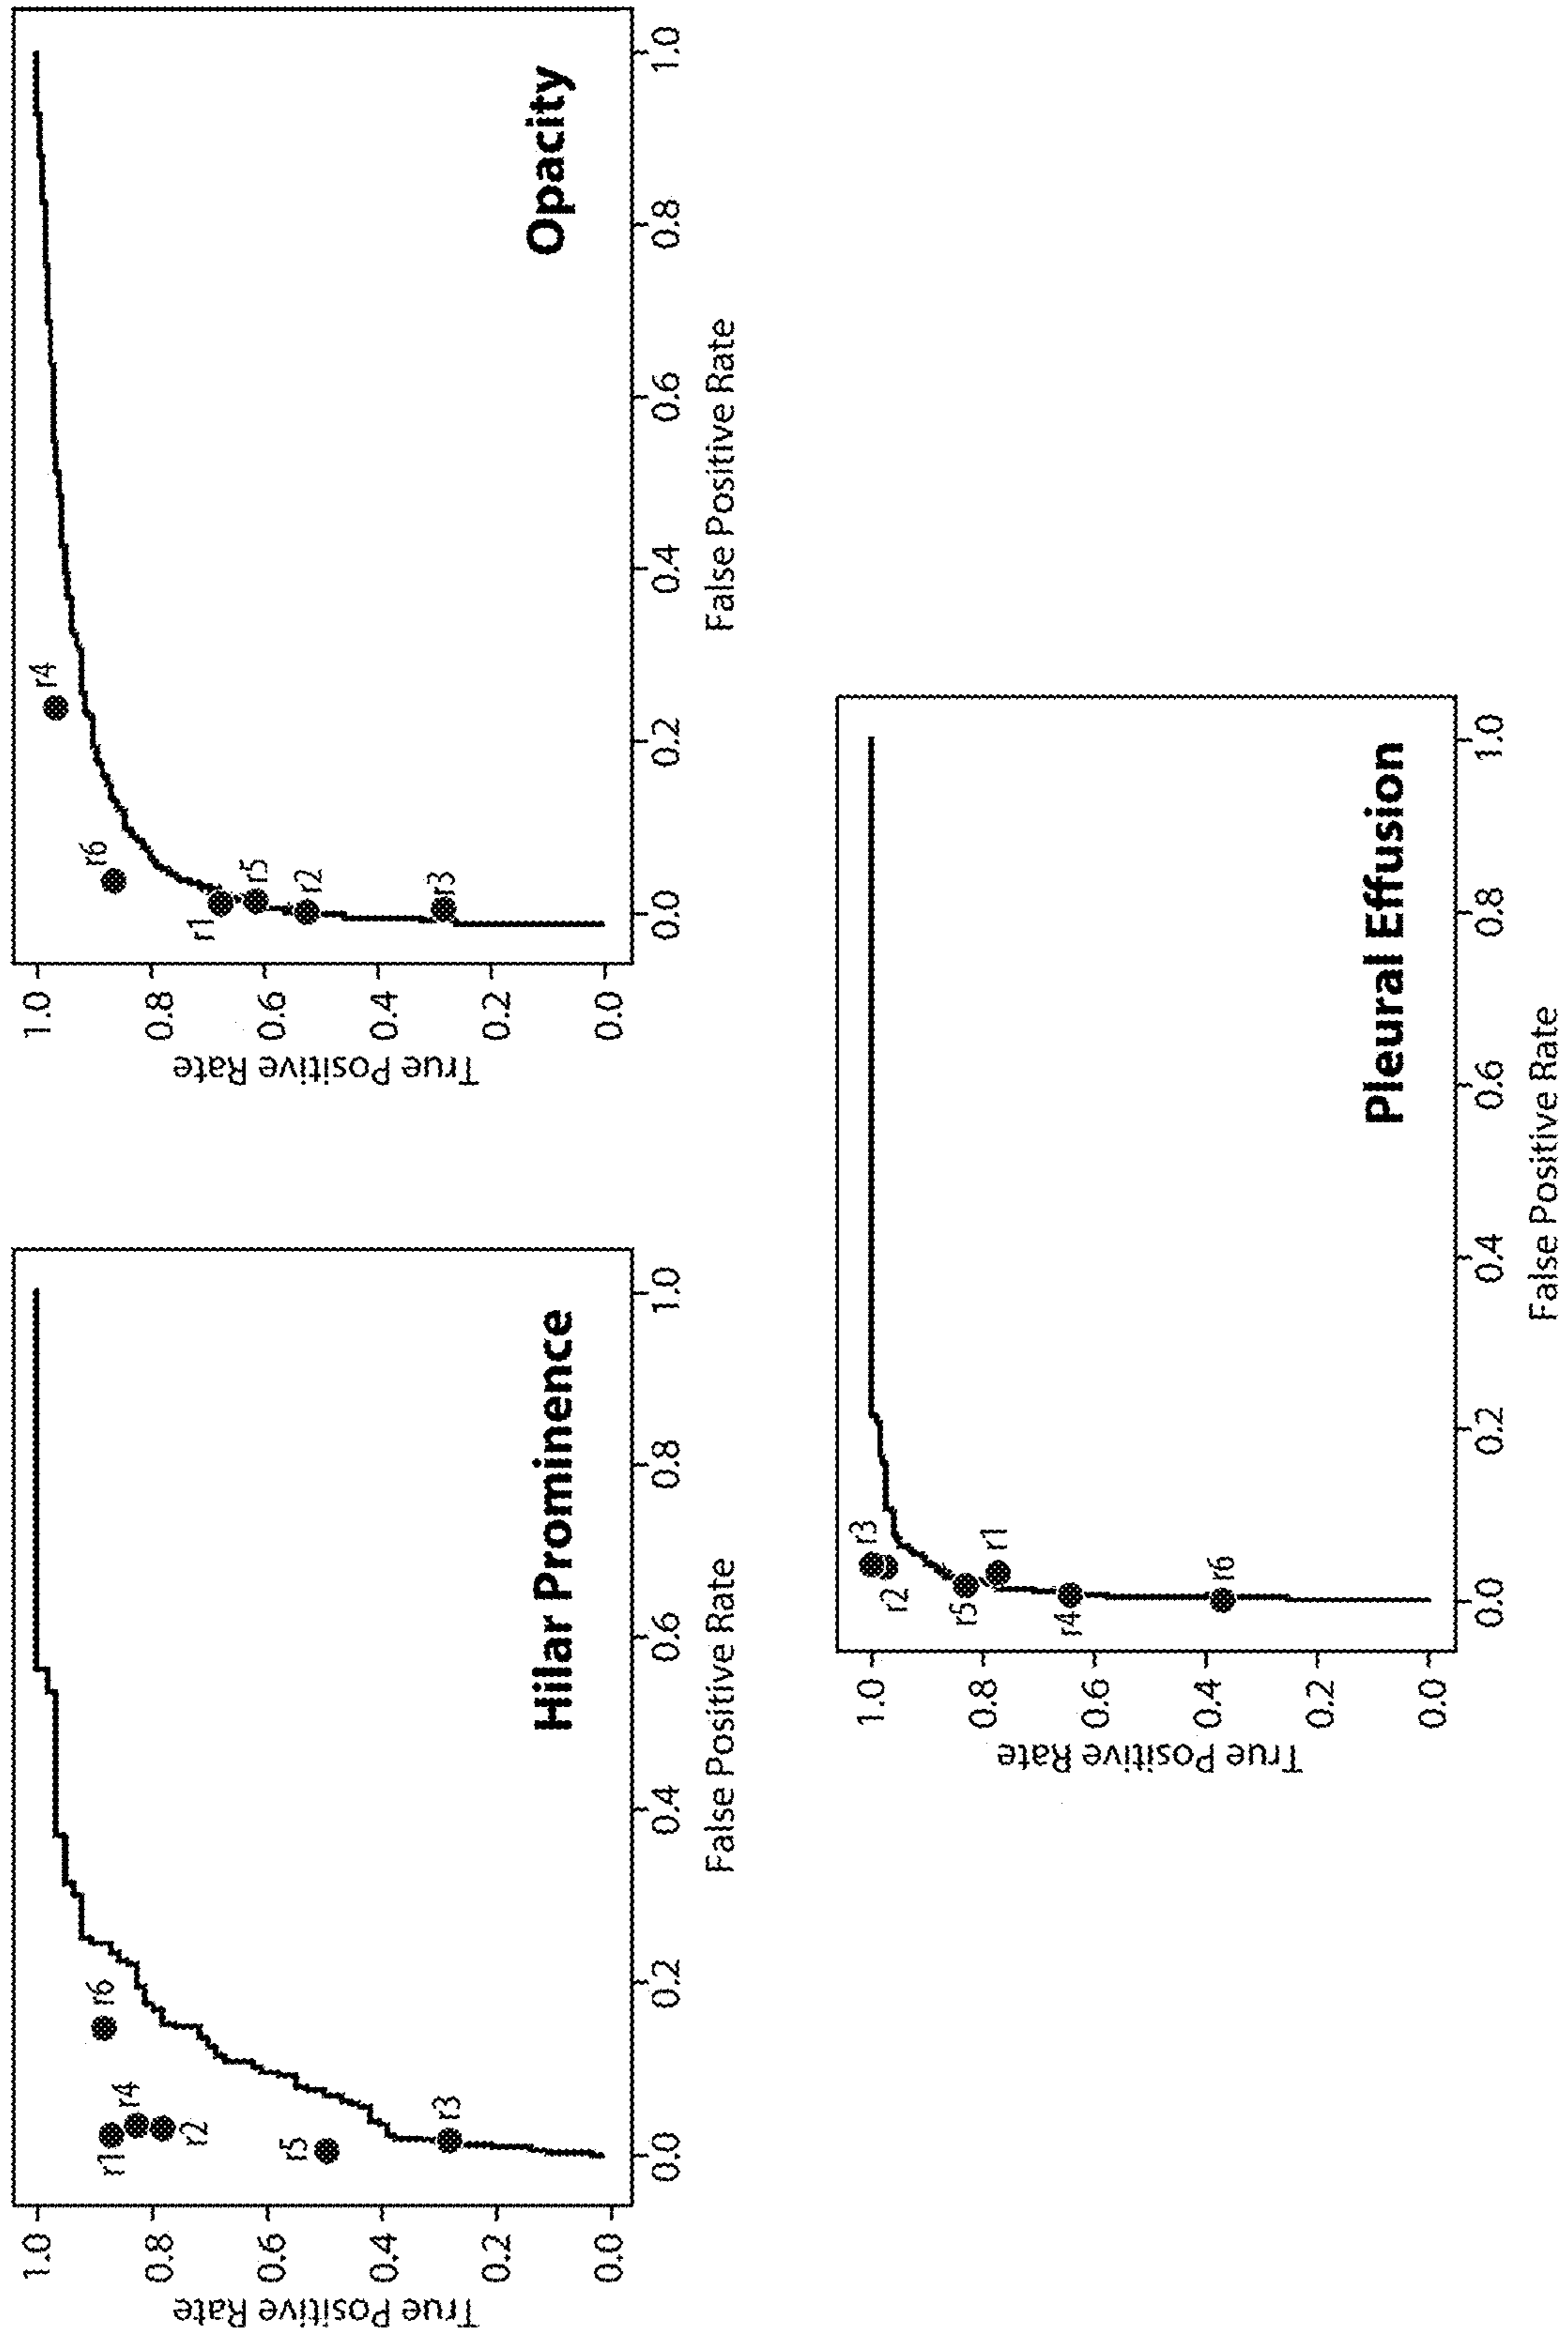 True Positive Rate
1.0
0.8
0.6
0.4
0.2
0.0
r1
r4
r2
r6
r5
r3
Hilar Prominence
0.0
0.2
0.4
0.6
0.8
1.0
False Positive Rate
True Positive Rate
1.0
0.8
0.6
0.4
0.2
0.0
r4
r6
r1
r5
r2
r3
Opacity
0.0
0.2
0.4
0.6
0.8
1.0
False Positive Rate
True Positive Rate
1.0
0.8
0.6
0.4
0.2
0.0
r3
r2
r5
r1
r4
r6
Pleural Effusion
0.0
0.2
0.4
0.6
0.8
1.0
False Positive Rate